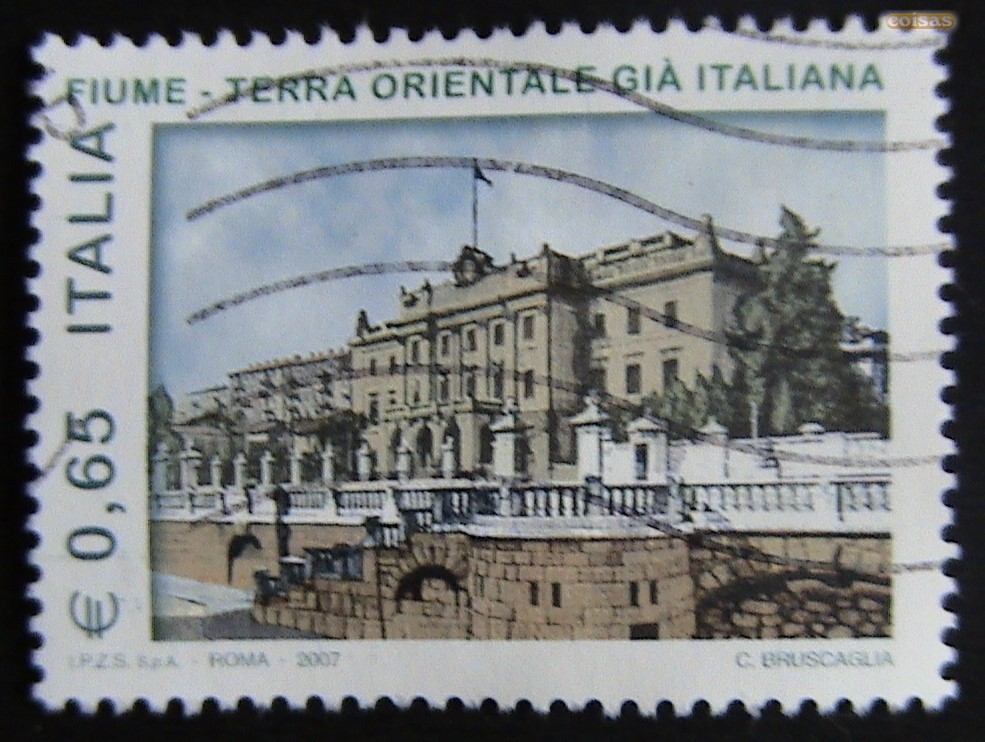 coisas
FIUME - TERRA ORIENTALE GIÀ ITALIANA
€ 0,65 ITALIA
I.P.Z.S. S.p.A. - ROMA - 2007
C. BRUSCAGLIA